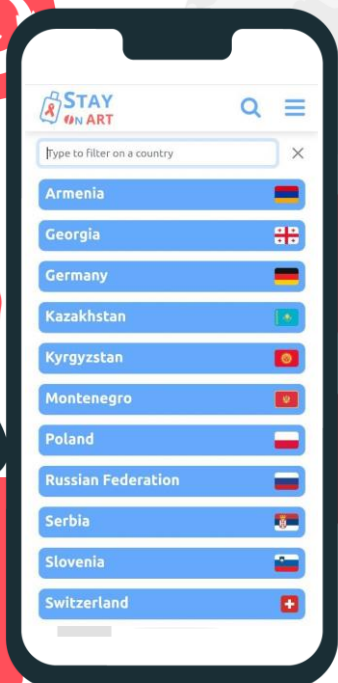 STAY
ON ART
Type to filter on a country
Armenia
Georgia
Germany
Kazakhstan
Kyrgyzstan
Montenegro
Poland
Russian Federation
Serbia
Slovenia
Switzerland